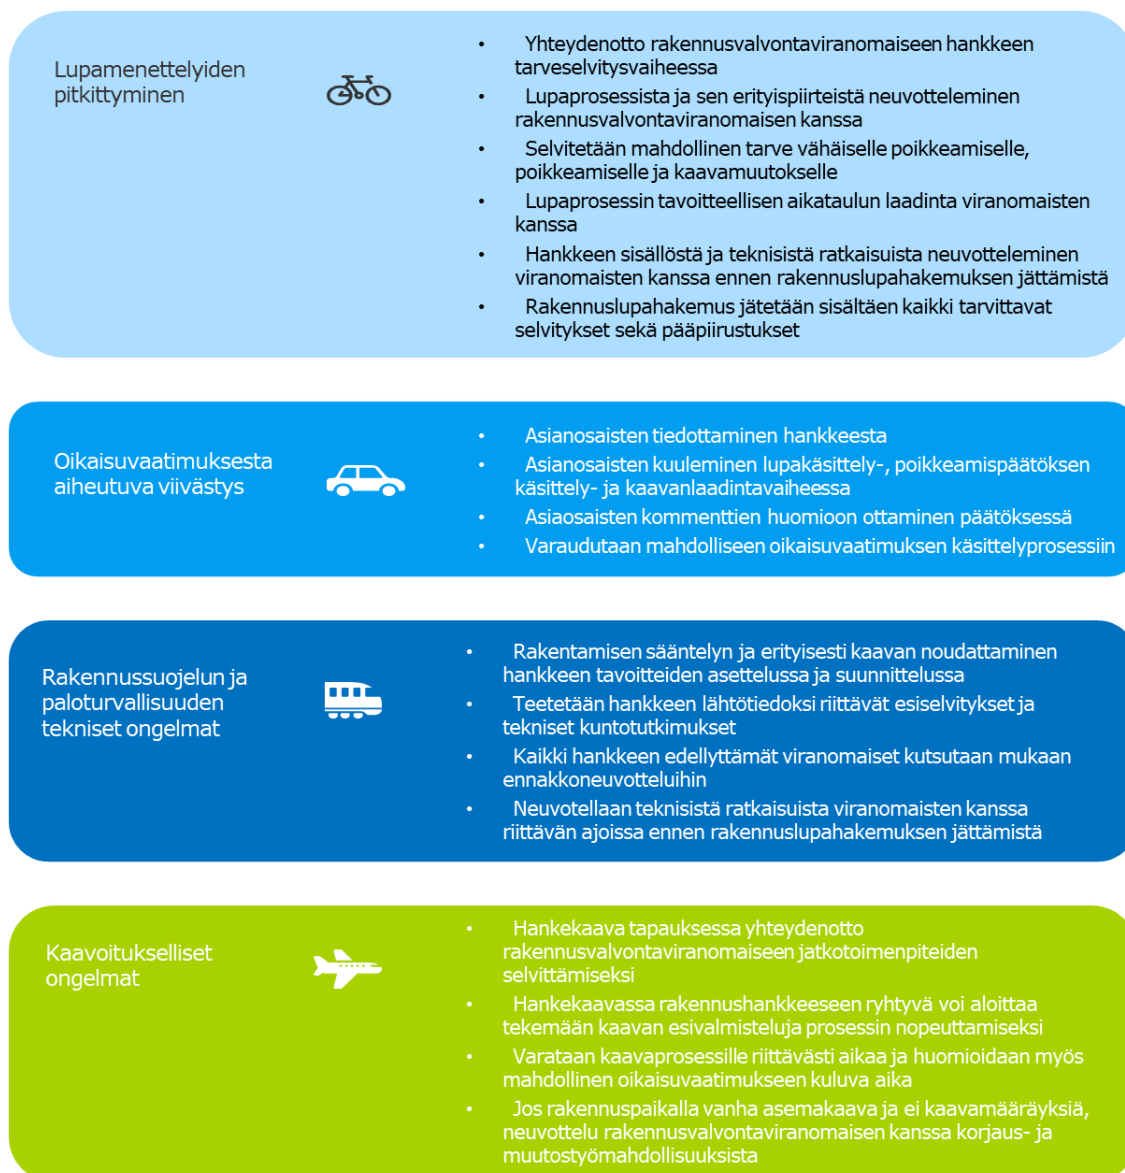 Lupamenettelyiden
pitkittyminen
• Yhteydenotto rakennusvalvontaviranomaiseen hankkeen
tarveselvitysvaiheessa
• Lupaprosessista ja sen erityispiirteistä neuvotteleminen
rakennusvalvontaviranomaisen kanssa
• Selvitetään mahdollinen tarve vähäiselle poikkeamiselle,
poikkeamiselle ja kaavamuutokselle
• Lupaprosessin tavoitteellisen aikataulun laadinta viranomaisten
kanssa
• Hankkeen sisällöstä ja teknisistä ratkaisuista neuvotteleminen
viranomaisten kanssa ennen rakennuslupahakemuksen jättämistä
• Rakennuslupahakemus jätetään sisältäen kaikki tarvittavat
selvitykset sekä pääpiirustukset
Oikaisuvaatimuksesta
aiheutuva viivästys
• Asianosaisten tiedottaminen hankkeesta
• Asianosaisten kuuleminen lupakäsittely-, poikkeamispäätöksen
käsittely- ja kaavanlaadintavaiheessa
• Asiaosaisten kommenttien huomioon ottaminen päätöksessä
• Varaudutaan mahdolliseen oikaisuvaatimuksen käsittelyprosessiin
Rakennussuojelun ja
paloturvallisuuden
tekniset ongelmat
• Rakentamisen sääntelyn ja erityisesti kaavan noudattaminen
hankkeen tavoitteiden asettelussa ja suunnittelussa
• Teetetään hankkeen lähtötiedoksi riittävät esiselvitykset ja
tekniset kuntotutkimukset
• Kaikki hankkeen edellyttämät viranomaiset kutsutaan mukaan
ennakkoneuvotteluihin
• Neuvotellaan teknisistä ratkaisuista viranomaisten kanssa
riittävän ajoissa ennen rakennuslupahakemuksen jättämistä
Kaavoitukselliset
ongelmat
• Hankekaava tapauksessa yhteydenotto
rakennusvalvontaviranomaiseen jatkotoimenpiteiden
selvittämiseksi
• Hankekaavassa rakennushankkeeseen ryhtyvä voi aloittaa
tekemään kaavan esivalmisteluja prosessin nopeuttamiseksi
• Varataan kaavaprosessille riittävästi aikaa ja huomioidaan myös
mahdollinen oikaisuvaatimukseen kuluva aika
• Jos rakennuspaikalla vanha asemakaava ja ei kaavamääräyksiä,
neuvottelu rakennusvalvontaviranomaisen kanssa korjaus- ja
muutostyömahdollisuuksista